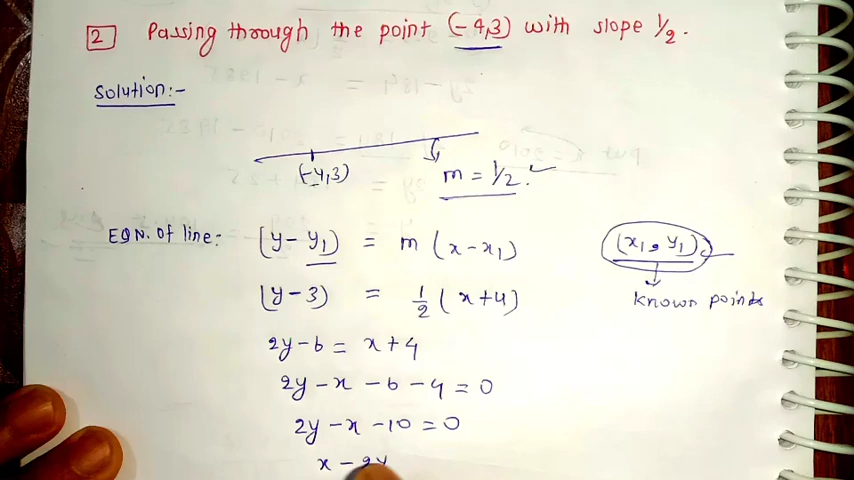 2 Passing through the point (-4,3) with slope 1/2.
Solution:-
(-4,3)
m = 1/2.
EQN. of line: (y - y₁) = m (x - x₁)
(x₁, y₁)
known points
(y - 3) = 1/2 (x + 4)
2y - 6 = x + 4
2y - x - 6 - 4 = 0
2y - x - 10 = 0
x - 2y